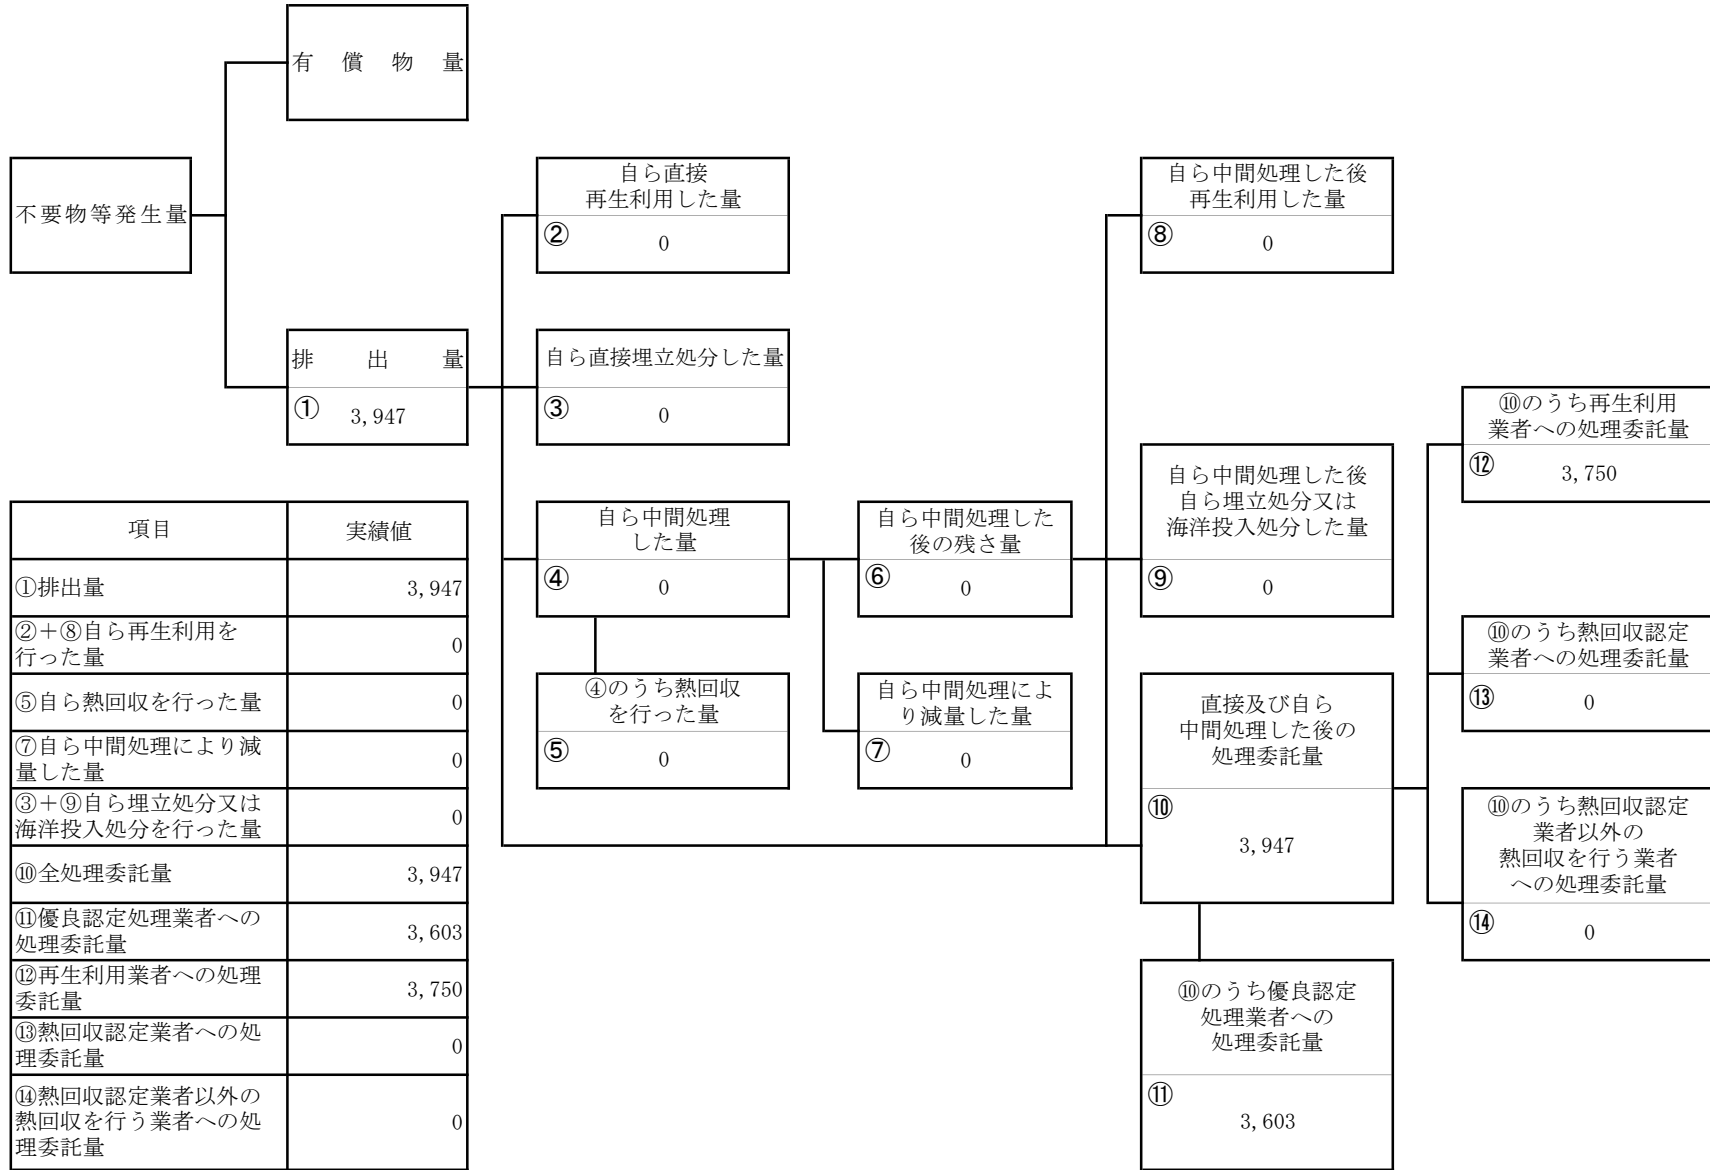 有償物量
不要物等発生量
排出量
① 3,947
自ら直接
再生利用した量
② 0
自ら直接埋立処分した量
③ 0
自ら中間処理
した量
④ 0
④のうち熱回収
を行った量
⑤ 0
自ら中間処理した
後の残さ量
⑥ 0
自ら中間処理によ
り減量した量
⑦ 0
自ら中間処理した後
再生利用した量
⑧ 0
自ら中間処理した後
自ら埋立処分又は
海洋投入処分した量
⑨ 0
直接及び自ら
中間処理した後の
処理委託量
⑩
3,947
⑩のうち優良認定
処理業者への
処理委託量
⑪
3,603
⑩のうち再生利用
業者への処理委託量
⑫ 3,750
⑩のうち熱回収認定
業者への処理委託量
⑬ 0
⑩のうち熱回収認定
業者以外の
熱回収を行う業者
への処理委託量
⑭ 0
項目 実績値
①排出量 3,947
②+⑧自ら再生利用を
行った量 0
⑤自ら熱回収を行った量 0
⑦自ら中間処理により減
量した量 0
③+⑨自ら埋立処分又は
海洋投入処分を行った量 0
⑩全処理委託量 3,947
⑪優良認定処理業者への
処理委託量 3,603
⑫再生利用業者への処理
委託量 3,750
⑬熱回収認定業者への処
理委託量 0
⑭熱回収認定業者以外の
熱回収を行う業者への処
理委託量 0